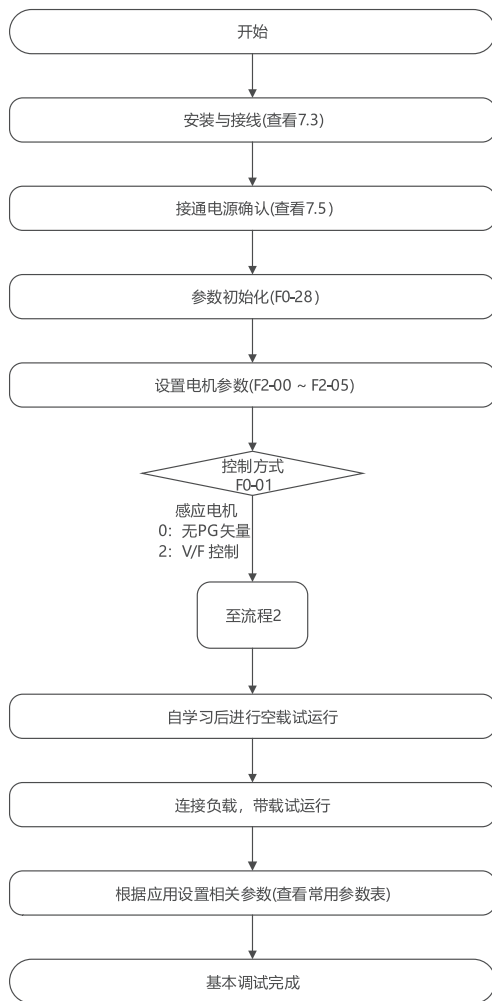 开始
安装与接线(查看7.3)
接通电源确认(查看7.5)
参数初始化(F0-28)
设置电机参数(F2-00 ~ F2-05)
控制方式
F0-01
感应电机
0：无PG矢量
2：V/F 控制
至流程2
自学习后进行空载试运行
连接负载，带载试运行
根据应用设置相关参数(查看常用参数表)
基本调试完成